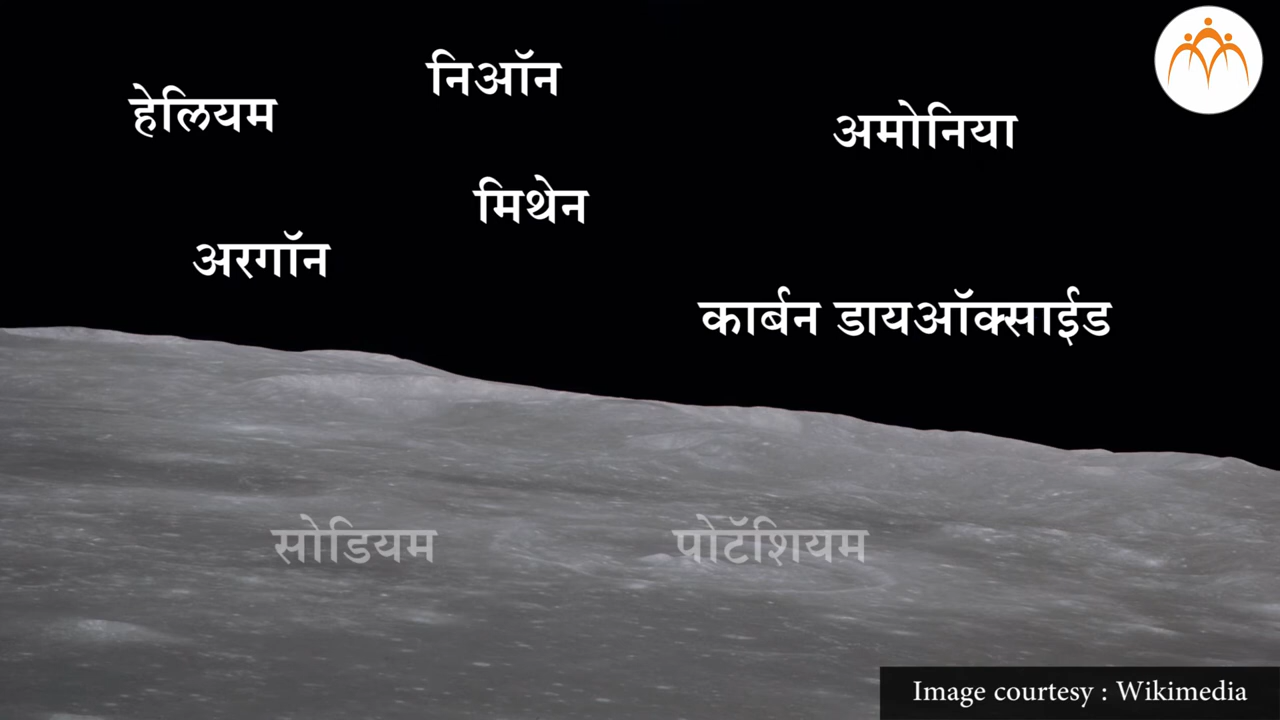 निऑन
हेलियम
अमोनिया
मिथेन
अरगॉन
कार्बन डायऑक्साईड
सोडियम
पोटॅशियम
Image courtesy : Wikimedia